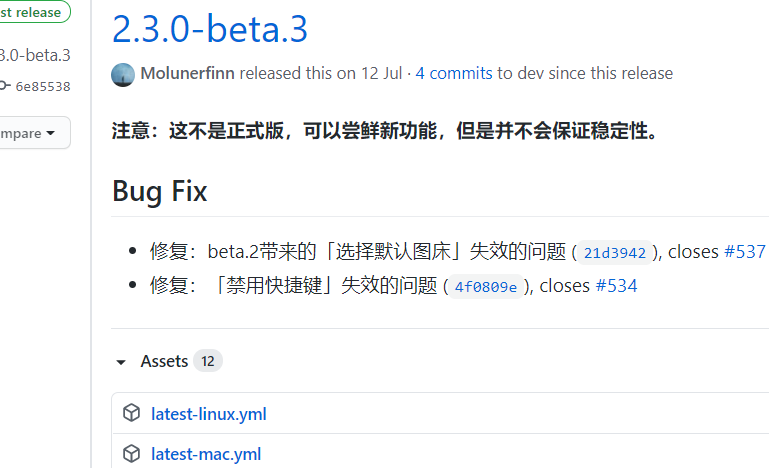 st release
2.3.0-beta.3
3.0-beta.3
Molunerfinn released this on 12 Jul · 4 commits to dev since this release
6e85538
mpare
注意：这不是正式版，可以尝鲜新功能，但是并不会保证稳定性。
Bug Fix
修复：beta.2带来的「选择默认图床」失效的问题 (21d3942), closes #537
修复：「禁用快捷键」失效的问题 (4f0809e), closes #534
Assets 12
latest-linux.yml
latest-mac.yml